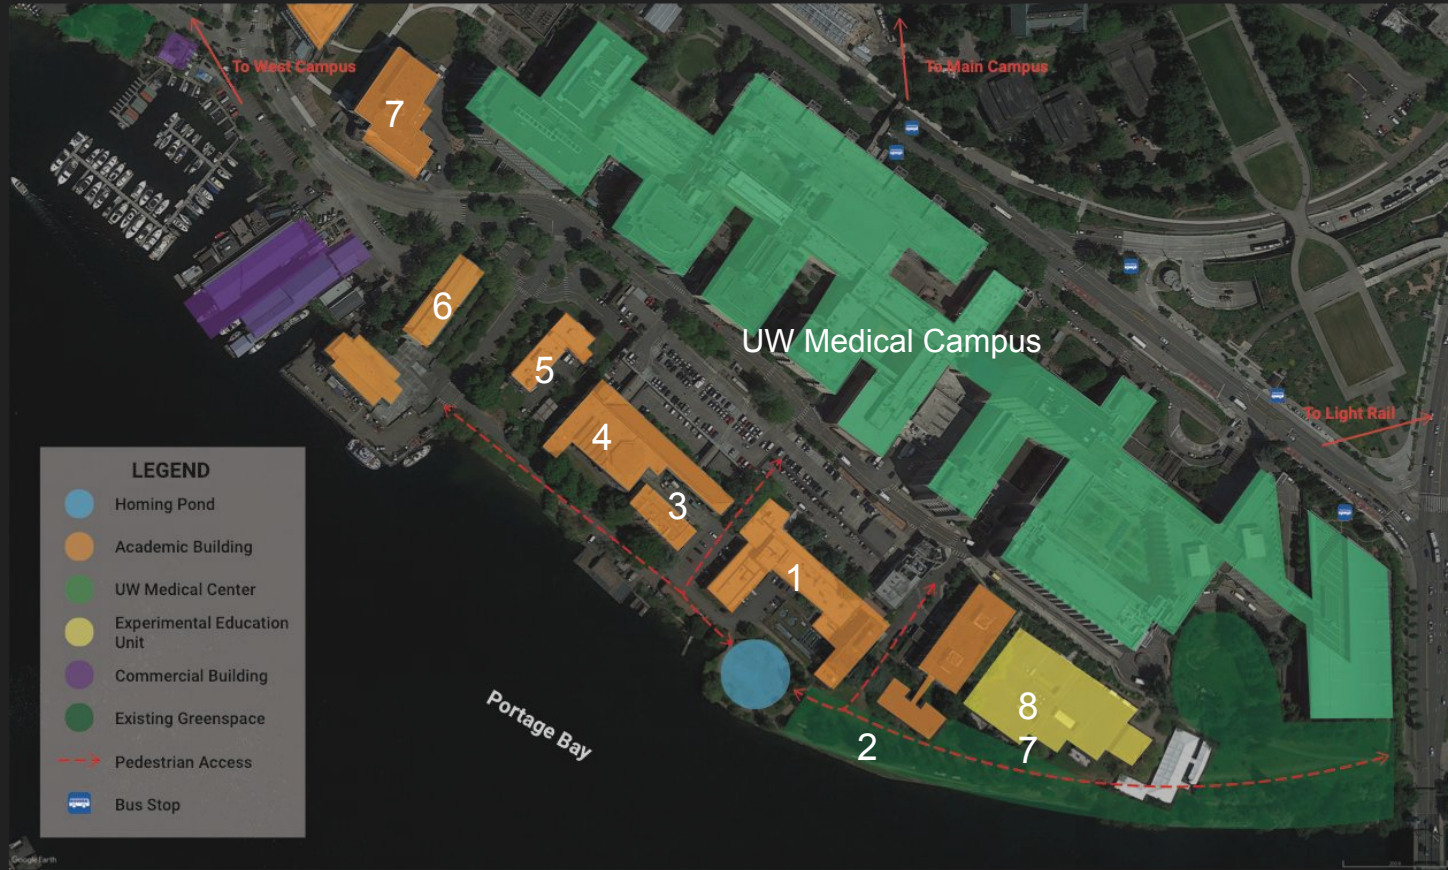 To West Campus
To Main Campus
7
6
UW Medical Campus
5
To Light Rail
4
3
1
8
7
2
Portage Bay
LEGEND
Homing Pond
Academic Building
UW Medical Center
Experimental Education
Unit
Commercial Building
Existing Greenspace
Pedestrian Access
Bus Stop
Google Earth